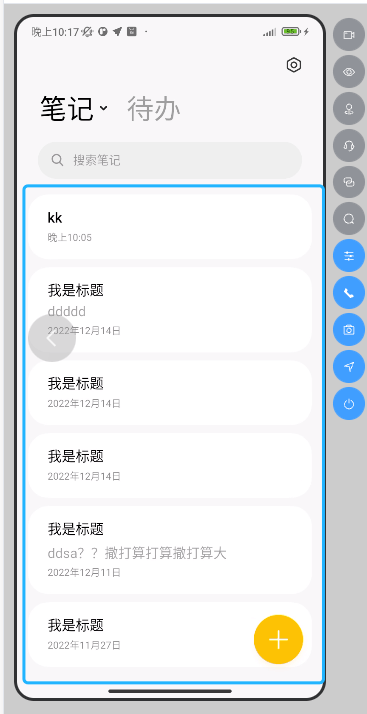 晚上10:17
95
笔记 待办
搜索笔记
kk
晚上10:05
我是标题
ddddd
2022年12月14日
我是标题
2022年12月14日
我是标题
2022年12月14日
我是标题
ddsa？？撒打算打算撒打算大
2022年12月11日
我是标题
2022年11月27日